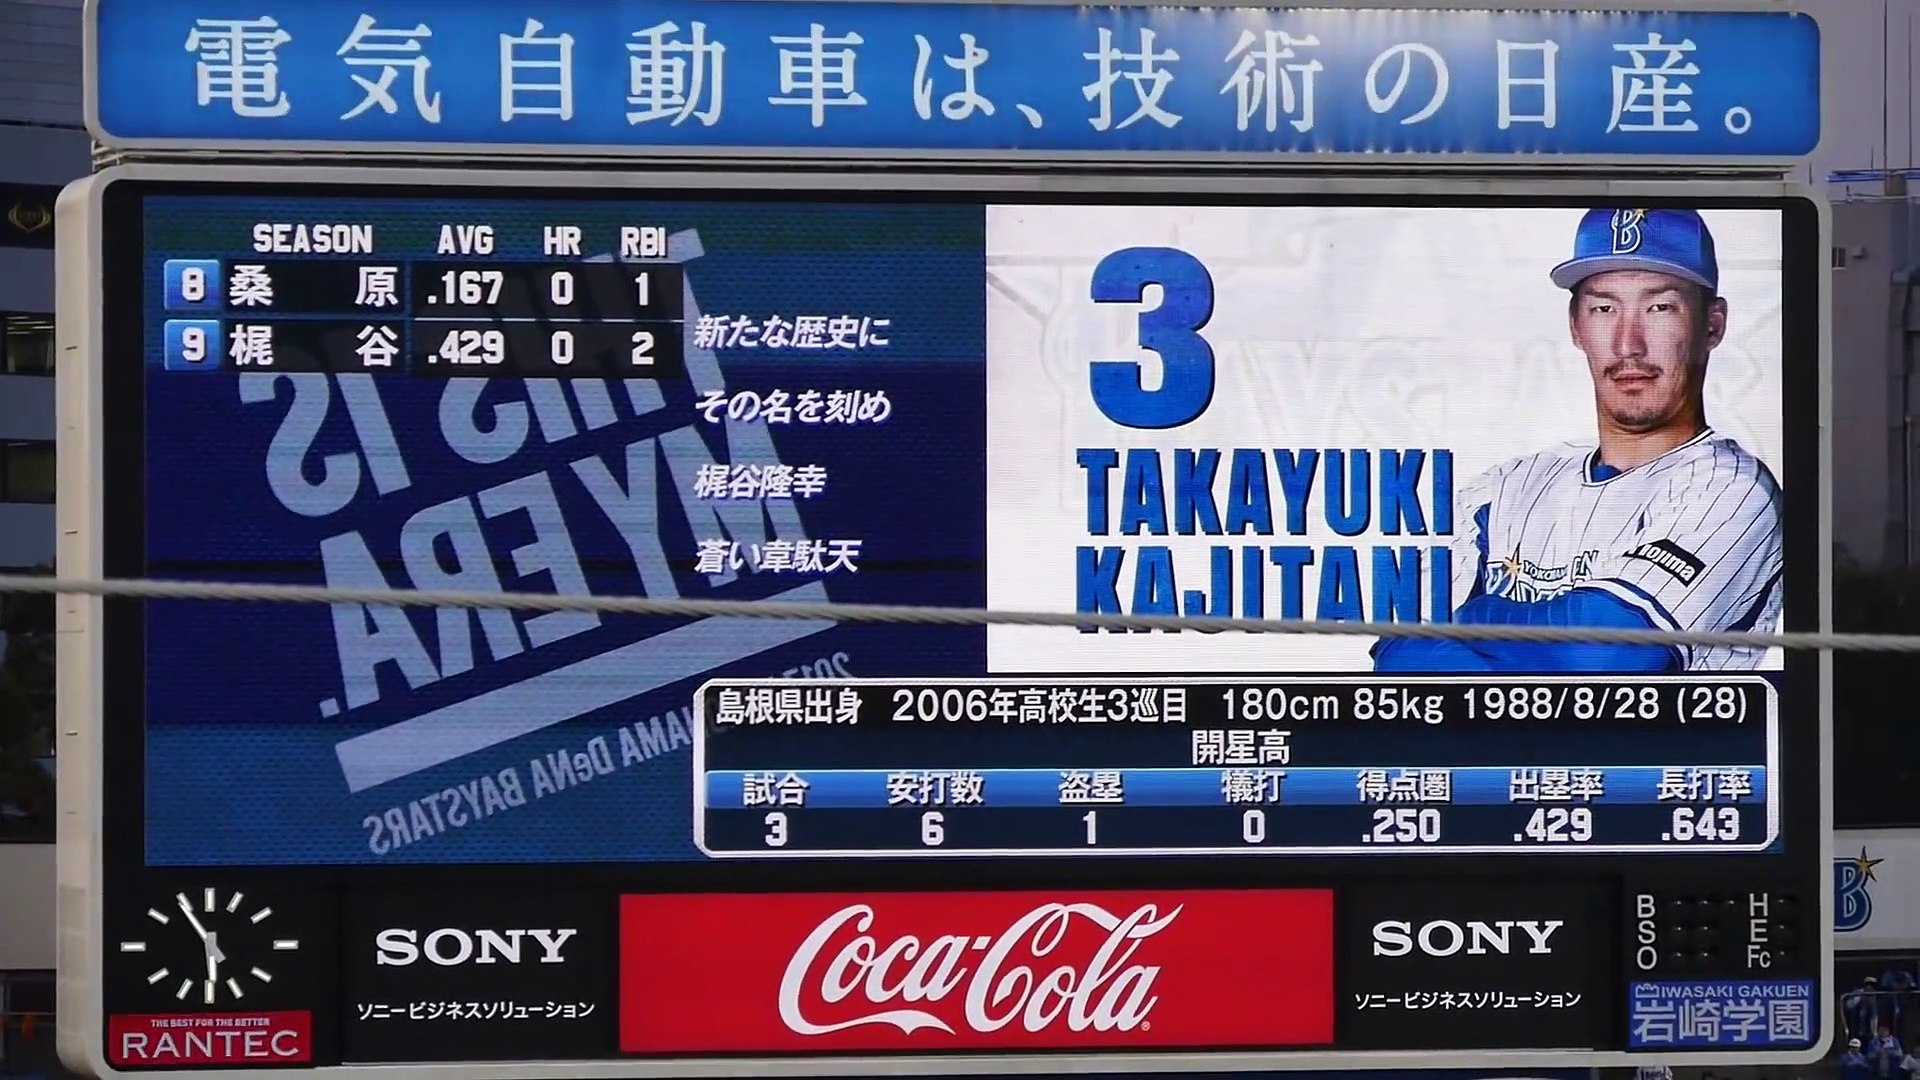 電気自動車は、技術の日産。
SEASON AVG HR RBI
8 桑原 .167 0 1
9 梶谷 .429 0 2
新たな歴史に
その名を刻め
梶谷隆幸
蒼い韋駄天
THIS IS
MY ERA.
DeNA BAYSTARS
3
TAKAYUKI
KAJITANI
B
nojima
島根県出身 2006年高校生3巡目 180cm 85kg 1988/8/28 (28)
開星高
試合 安打数 盗塁 犠打 得点圏 出塁率 長打率
3 6 1 0 .250 .429 .643
THE BEST FOR THE BETTER
RANTEC
SONY
ソニービジネスソリューション
Coca-Cola
SONY
ソニービジネスソリューション
B H
S E
O Fc
IWASAKI GAKUEN
岩崎学園
B